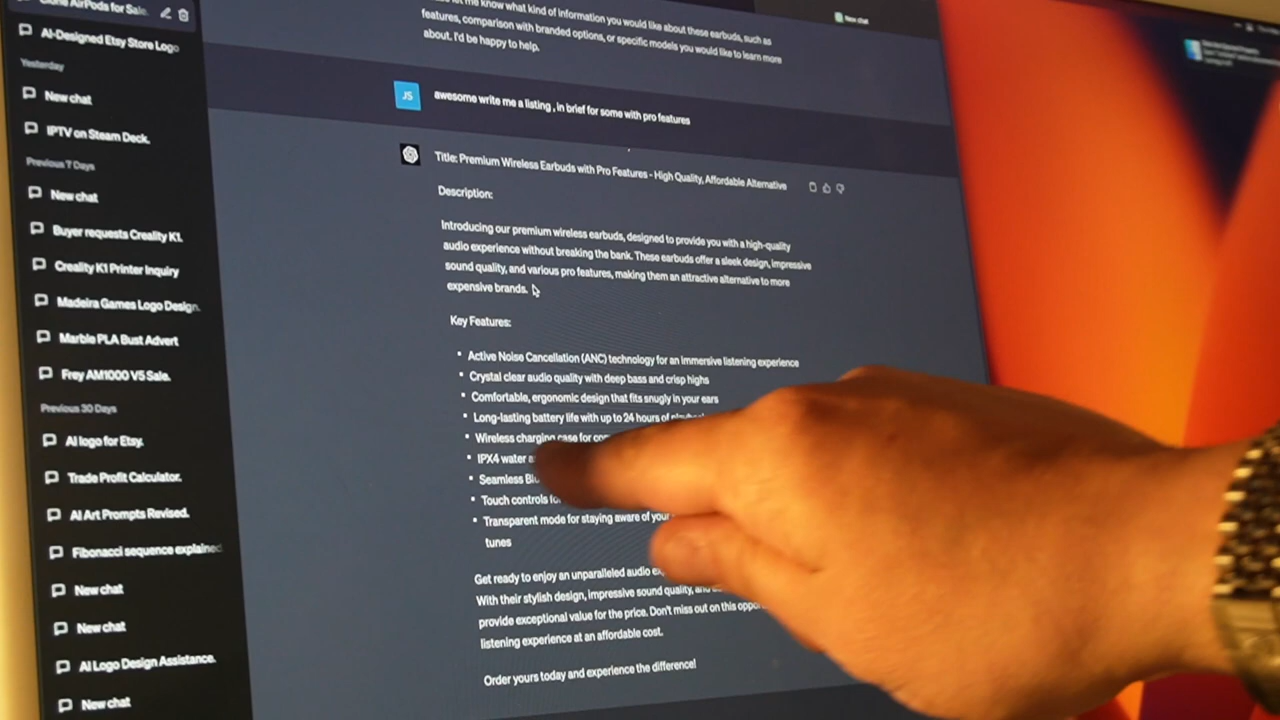 Clone AirPods for Sale.
AI-Designed Etsy Store Logo
Yesterday
New chat
IPTV on Steam Deck.
Previous 7 Days
New chat
Buyer requests Creality K1.
Creality K1 Printer Inquiry
Madeira Games Logo Design.
Marble PLA Bust Advert
Frey AM1000 V5 Sale.
Previous 30 Days
AI logo for Etsy.
Trade Profit Calculator.
AI Art Prompts Revised.
Fibonacci sequence explained
New chat
New chat
AI Logo Design Assistance.
New chat
New chat
let me know what kind of information you would like about these earbuds, such as
features, comparison with branded options, or specific models you would like to learn more
about. I'd be happy to help.
JS
awesome write me a listing , in brief for some with pro features
Title: Premium Wireless Earbuds with Pro Features - High Quality, Affordable Alternative
Description:
Introducing our premium wireless earbuds, designed to provide you with a high-quality
audio experience without breaking the bank. These earbuds offer a sleek design, impressive
sound quality, and various pro features, making them an attractive alternative to more
expensive brands.
Key Features:
• Active Noise Cancellation (ANC) technology for an immersive listening experience
• Crystal clear audio quality with deep bass and crisp highs
• Comfortable, ergonomic design that fits snugly in your ears
• Long-lasting battery life with up to 24 hours of
• Wireless charging case for
• IPX4 water
• Seamless
• Touch controls
• Transparent mode for staying aware of your
tunes
Get ready to enjoy an unparalleled audio
With their stylish design, impressive sound quality,
provide exceptional value for the price. Don't miss out on this
listening experience at an affordable cost.
Order yours today and experience the difference!